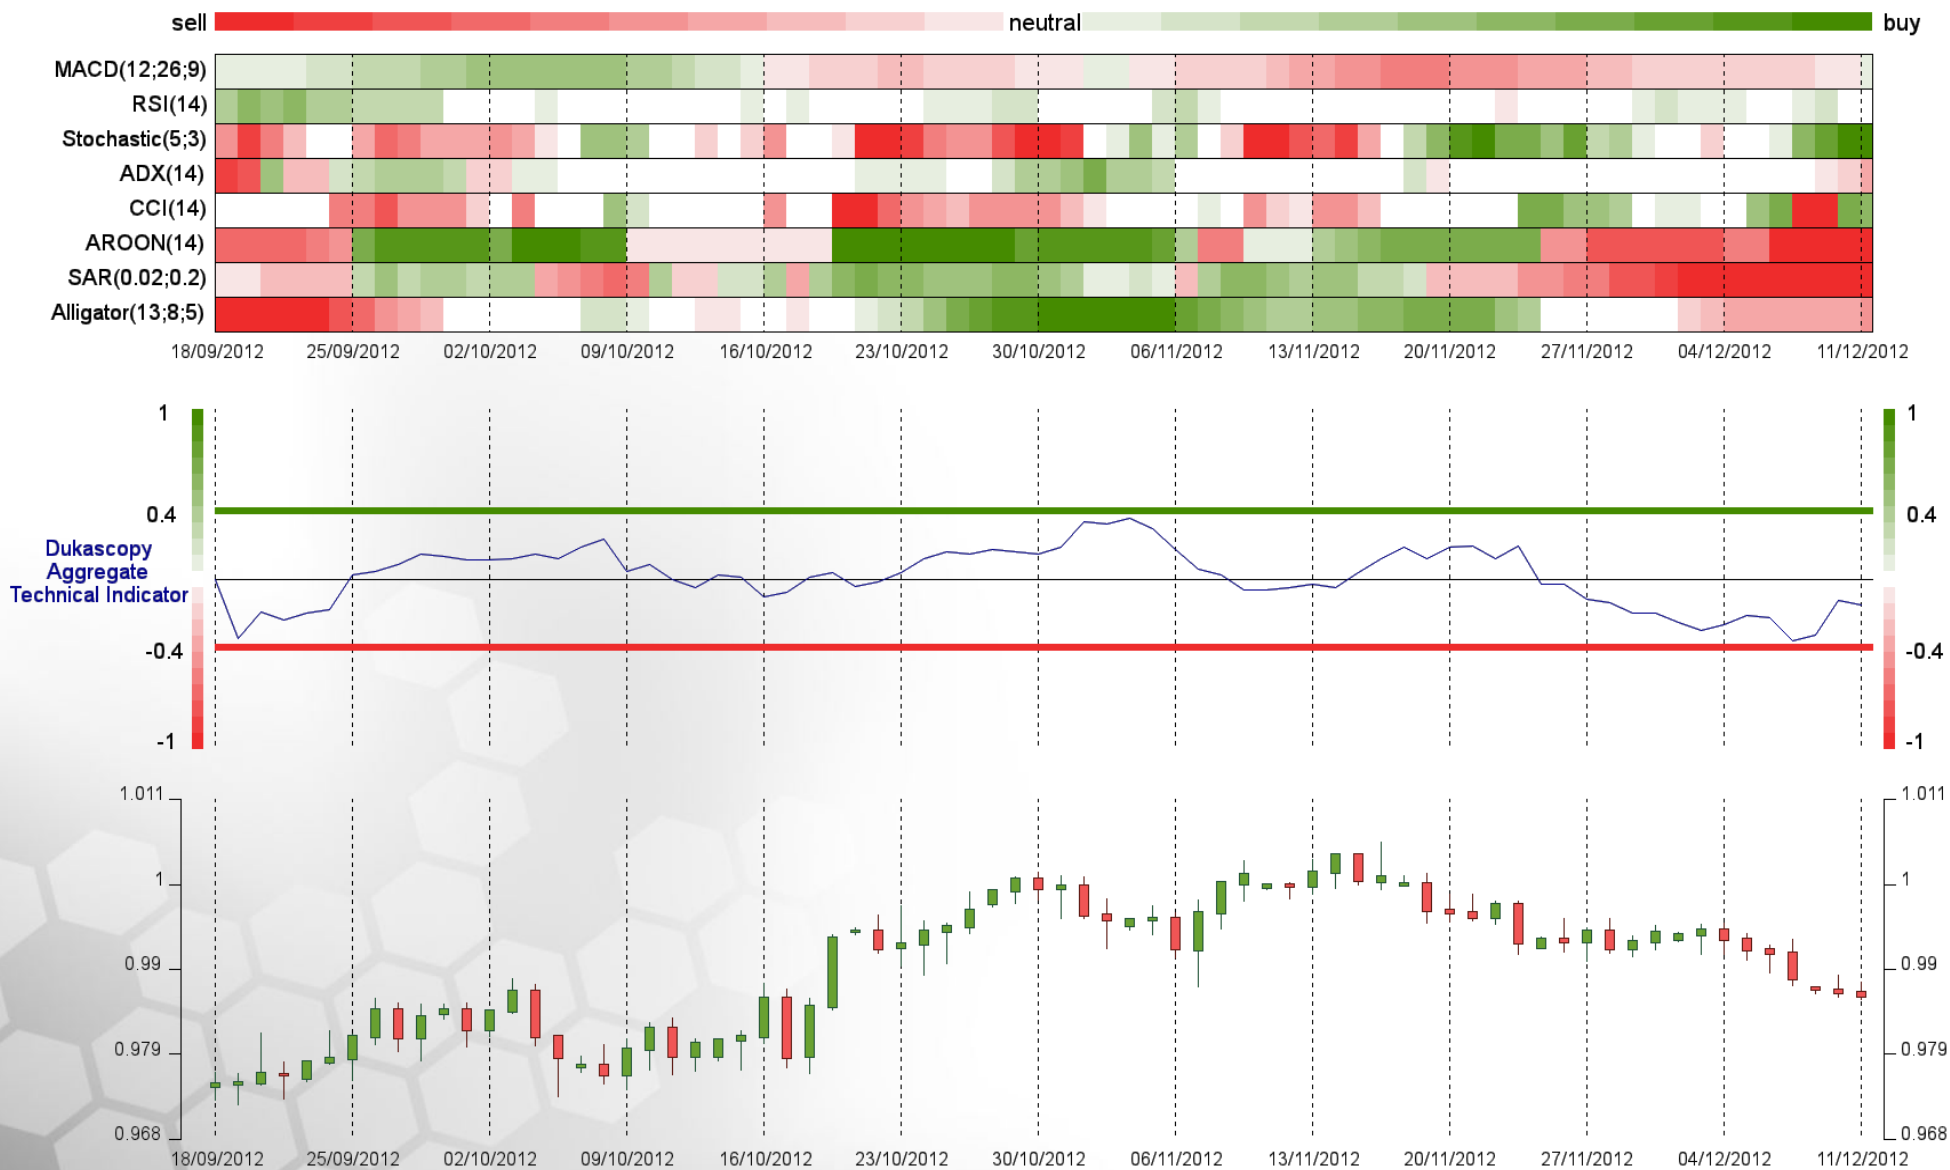 sell neutral buy
MACD(12;26;9)
RSI(14)
Stochastic(5;3)
ADX(14)
CCI(14)
AROON(14)
SAR(0.02;0.2)
Alligator(13;8;5)
18/09/2012 25/09/2012 02/10/2012 09/10/2012 16/10/2012 23/10/2012 30/10/2012 06/11/2012 13/11/2012 20/11/2012 27/11/2012 04/12/2012 11/12/2012
1 1
0.4 0.4
Dukascopy
Aggregate
Technical Indicator
-0.4 -0.4
-1 -1
1.011 1.011
1 1
0.99 0.99
0.979 0.979
0.968 0.968
18/09/2012 25/09/2012 02/10/2012 09/10/2012 16/10/2012 23/10/2012 30/10/2012 06/11/2012 13/11/2012 20/11/2012 27/11/2012 04/12/2012 11/12/2012